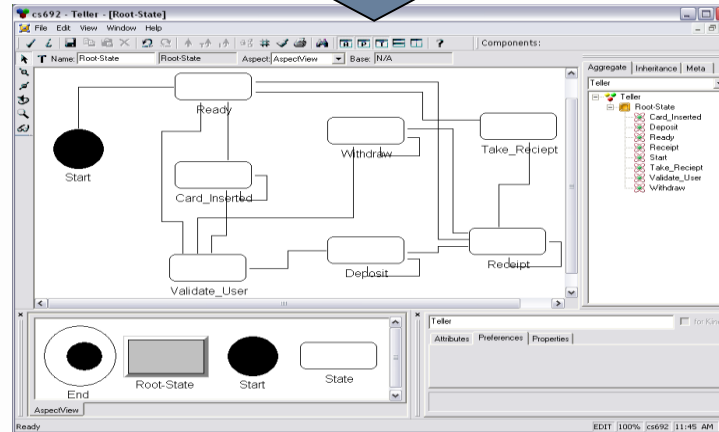 cs692 - Teller - [Root-State]
File Edit View Window Help
Components:
T Name: Root-State Root-State Aspect: AspectView Base: N/A
Ready
Start
Withdraw
Take_Reciept
Card_Inserted
Validate_User
Deposit
Receipt
Aggregate Inheritance Meta
Teller
Teller
Root-State
Card_Inserted
Deposit
Ready
Receipt
Start
Take_Reciept
Validate_User
Withdraw
End
Root-State
Start
State
AspectView
Teller
for Kin
Attributes Preferences Properties
Ready
EDIT 100% cs692 11:45 AM